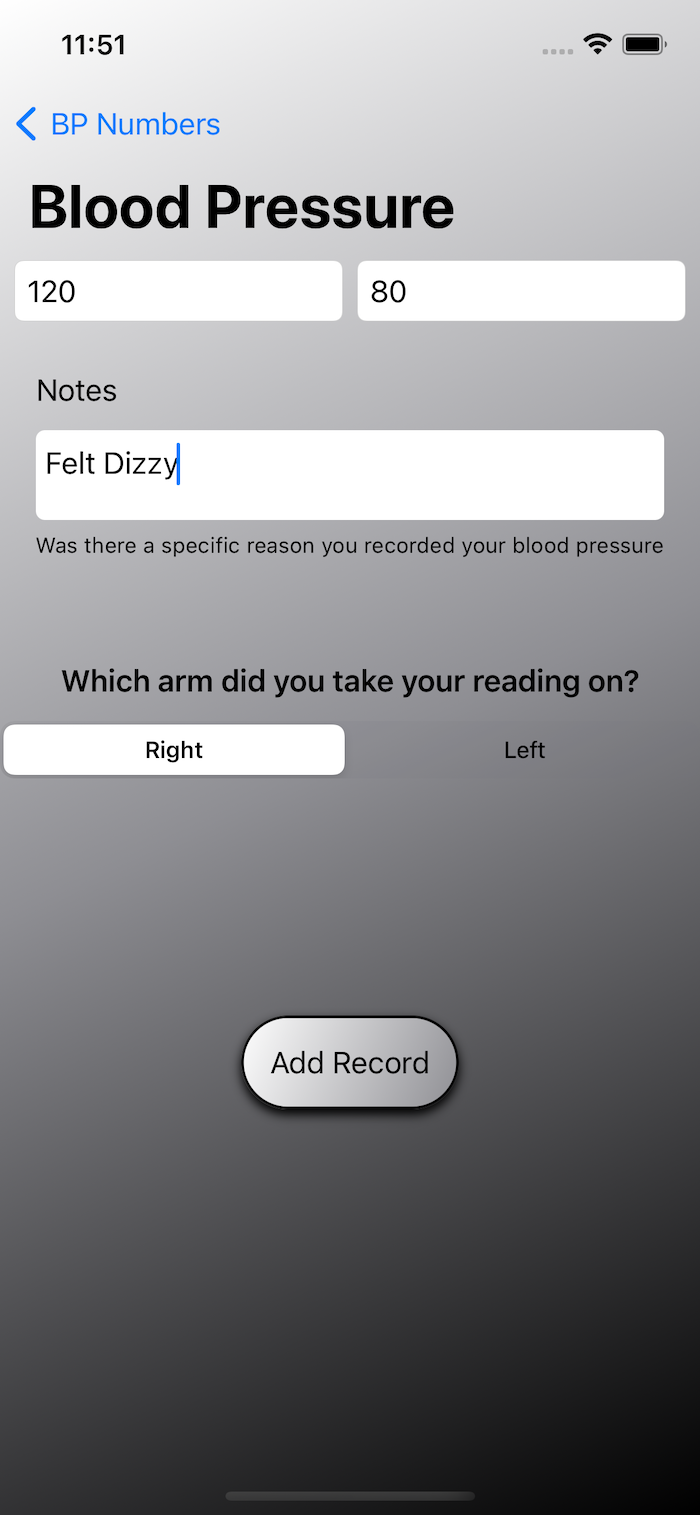 11:51
BP Numbers
Blood Pressure
120 80
Notes
Felt Dizzy
Was there a specific reason you recorded your blood pressure
Which arm did you take your reading on?
Right Left
Add Record